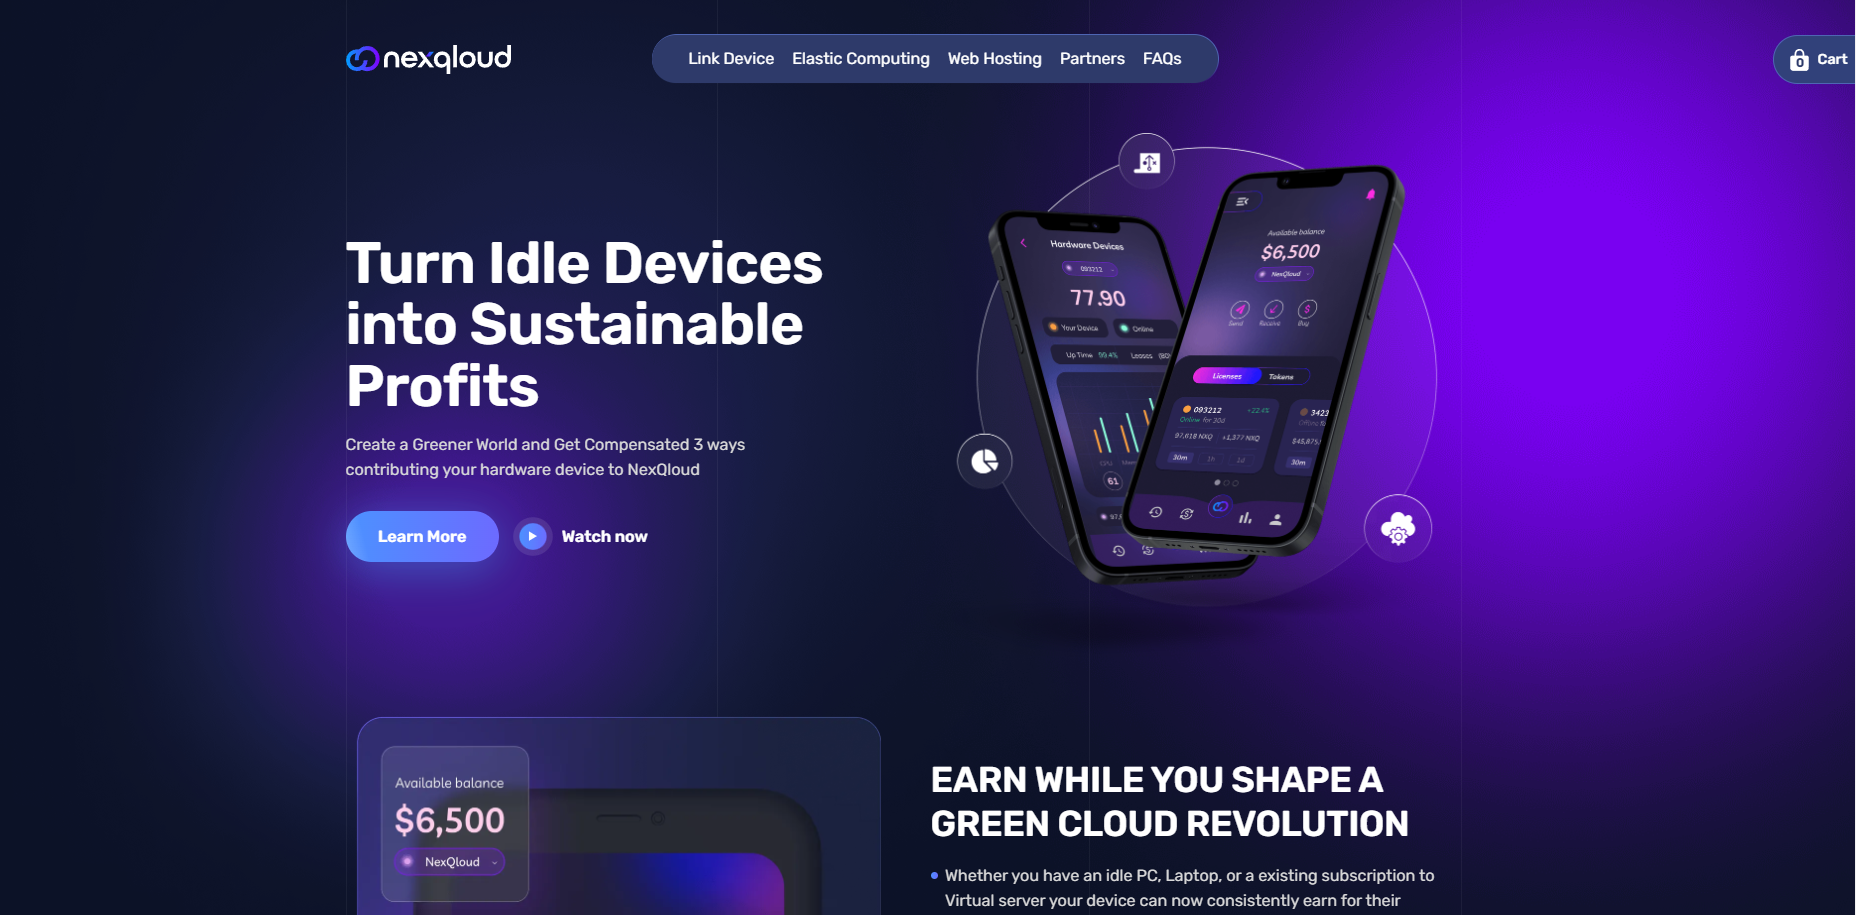 nexqloud
Link Device Elastic Computing Web Hosting Partners FAQs
0 Cart
Turn Idle Devices
into Sustainable
Profits
Create a Greener World and Get Compensated 3 ways
contributing your hardware device to NexQloud
Learn More
Watch now
Hardware Devices
093212
77.90
Your Device
Online
Up Time 99.4% Leases
CPU
61
Available balance
$6,500
NexQloud
Send Receive Buy
Licenses Tokens
093212 +22.4%
Online for 30d
97,618 NXQ +1,377 NXQ
30m 1h 1d
3423
30m
Available balance
$6,500
NexQloud
EARN WHILE YOU SHAPE A
GREEN CLOUD REVOLUTION
Whether you have an idle PC, Laptop, or a existing subscription to
Virtual server your device can now consistently earn for their